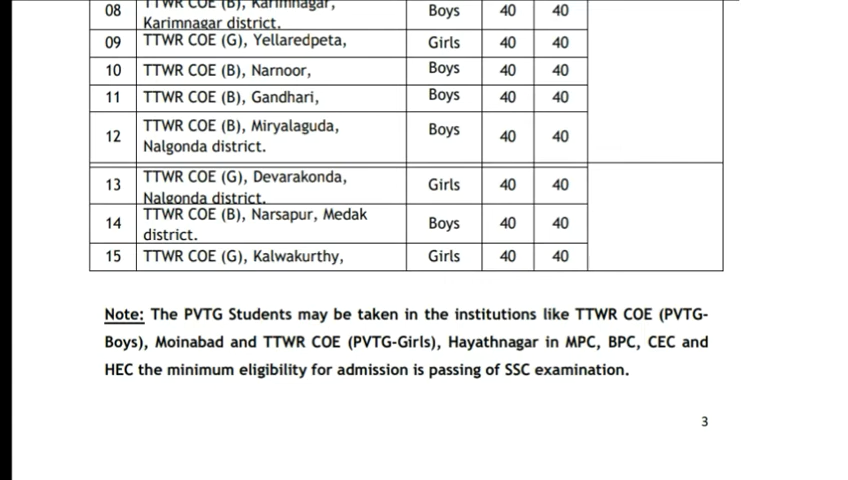 08 TTWR COE (B), Karimnagar, Boys 40 40
Karimnagar district.
09 TTWR COE (G), Yellaredpeta, Girls 40 40
10 TTWR COE (B), Narnoor, Boys 40 40
11 TTWR COE (B), Gandhari, Boys 40 40
12 TTWR COE (B), Miryalaguda, Boys 40 40
Nalgonda district.
13 TTWR COE (G), Devarakonda, Girls 40 40
Nalgonda district.
14 TTWR COE (B), Narsapur, Medak Boys 40 40
district.
15 TTWR COE (G), Kalwakurthy, Girls 40 40
Note: The PVTG Students may be taken in the institutions like TTWR COE (PVTG-
Boys), Moinabad and TTWR COE (PVTG-Girls), Hayathnagar in MPC, BPC, CEC and
HEC the minimum eligibility for admission is passing of SSC examination.
3